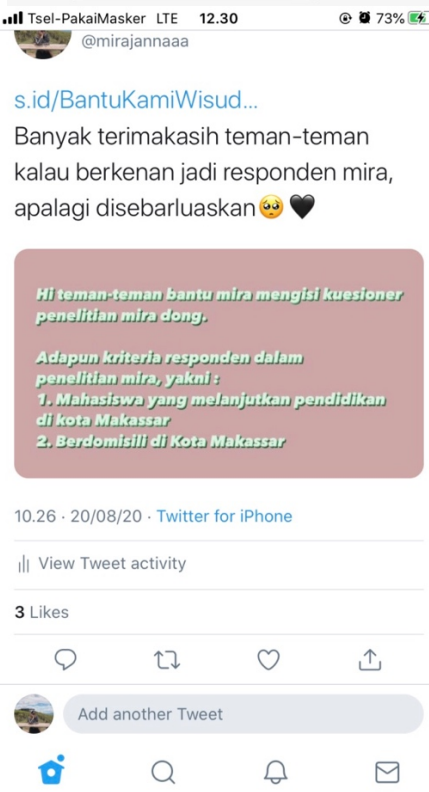 Tsel-PakaiMasker LTE 12.30 73%
@mirajannaaa
s.id/BantuKamiWisud...
Banyak terimakasih teman-teman
kalau berkenan jadi responden mira,
apalagi disebarluaskan🥺🖤
Hi teman-teman bantu mira mengisi kuesioner
penelitian mira dong.
Adapun kriteria responden dalam
penelitian mira, yakni :
1. Mahasiswa yang melanjutkan pendidikan
di kota Makassar
2. Berdomisili di Kota Makassar
10.26 · 20/08/20 · Twitter for iPhone
View Tweet activity
3 Likes
Add another Tweet